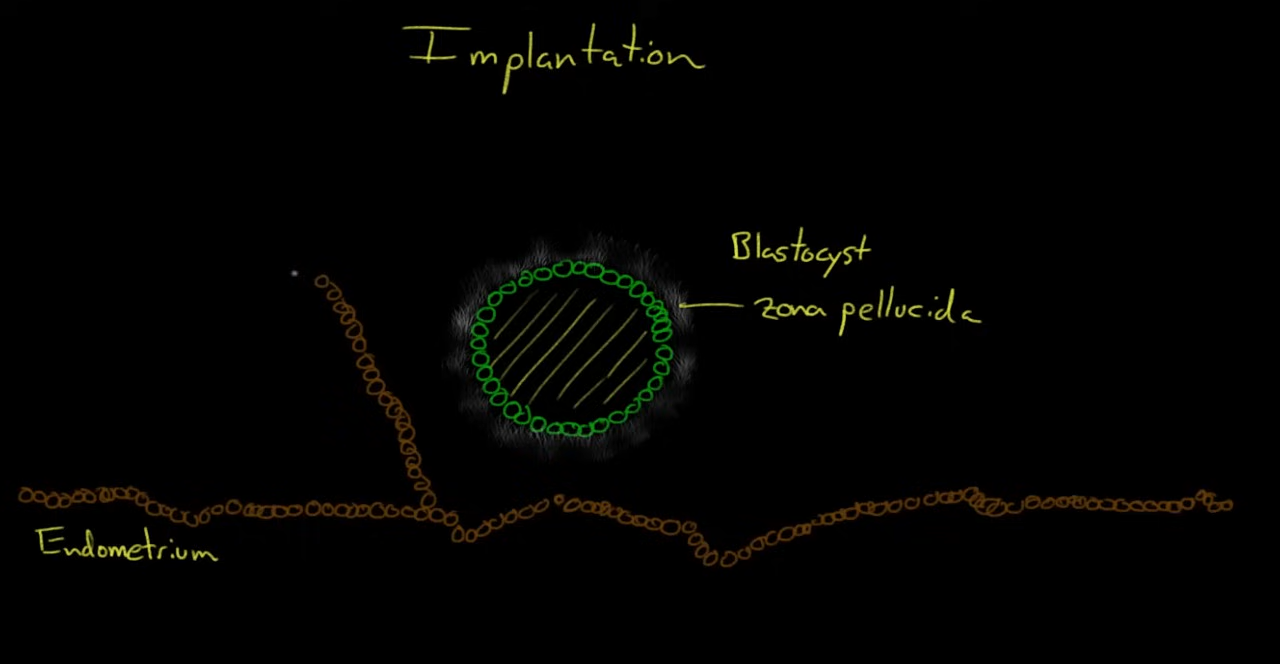 Implantation
Blastocyst
zona pellucida
Endometrium